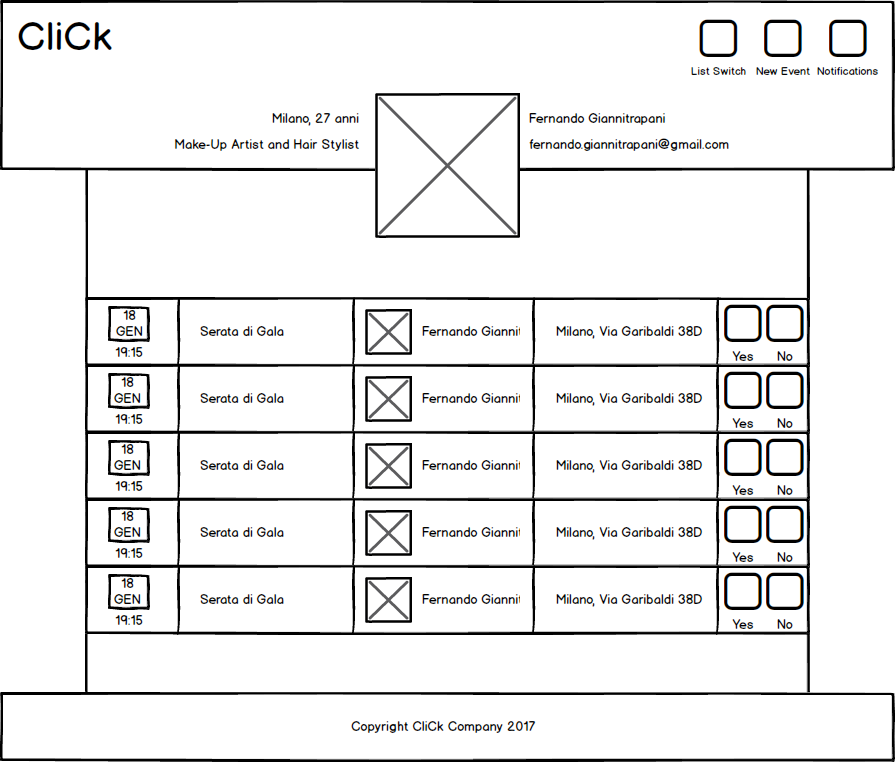 CliCk
List Switch New Event Notifications
Milano, 27 anni
Fernando Giannitrapani
Make-Up Artist and Hair Stylist
fernando.giannitrapani@gmail.com
18
GEN
19:15
Serata di Gala
Fernando Giannit
Milano, Via Garibaldi 38D
Yes No
18
GEN
19:15
Serata di Gala
Fernando Giannit
Milano, Via Garibaldi 38D
Yes No
18
GEN
19:15
Serata di Gala
Fernando Giannit
Milano, Via Garibaldi 38D
Yes No
18
GEN
19:15
Serata di Gala
Fernando Giannit
Milano, Via Garibaldi 38D
Yes No
18
GEN
19:15
Serata di Gala
Fernando Giannit
Milano, Via Garibaldi 38D
Yes No
Copyright CliCk Company 2017